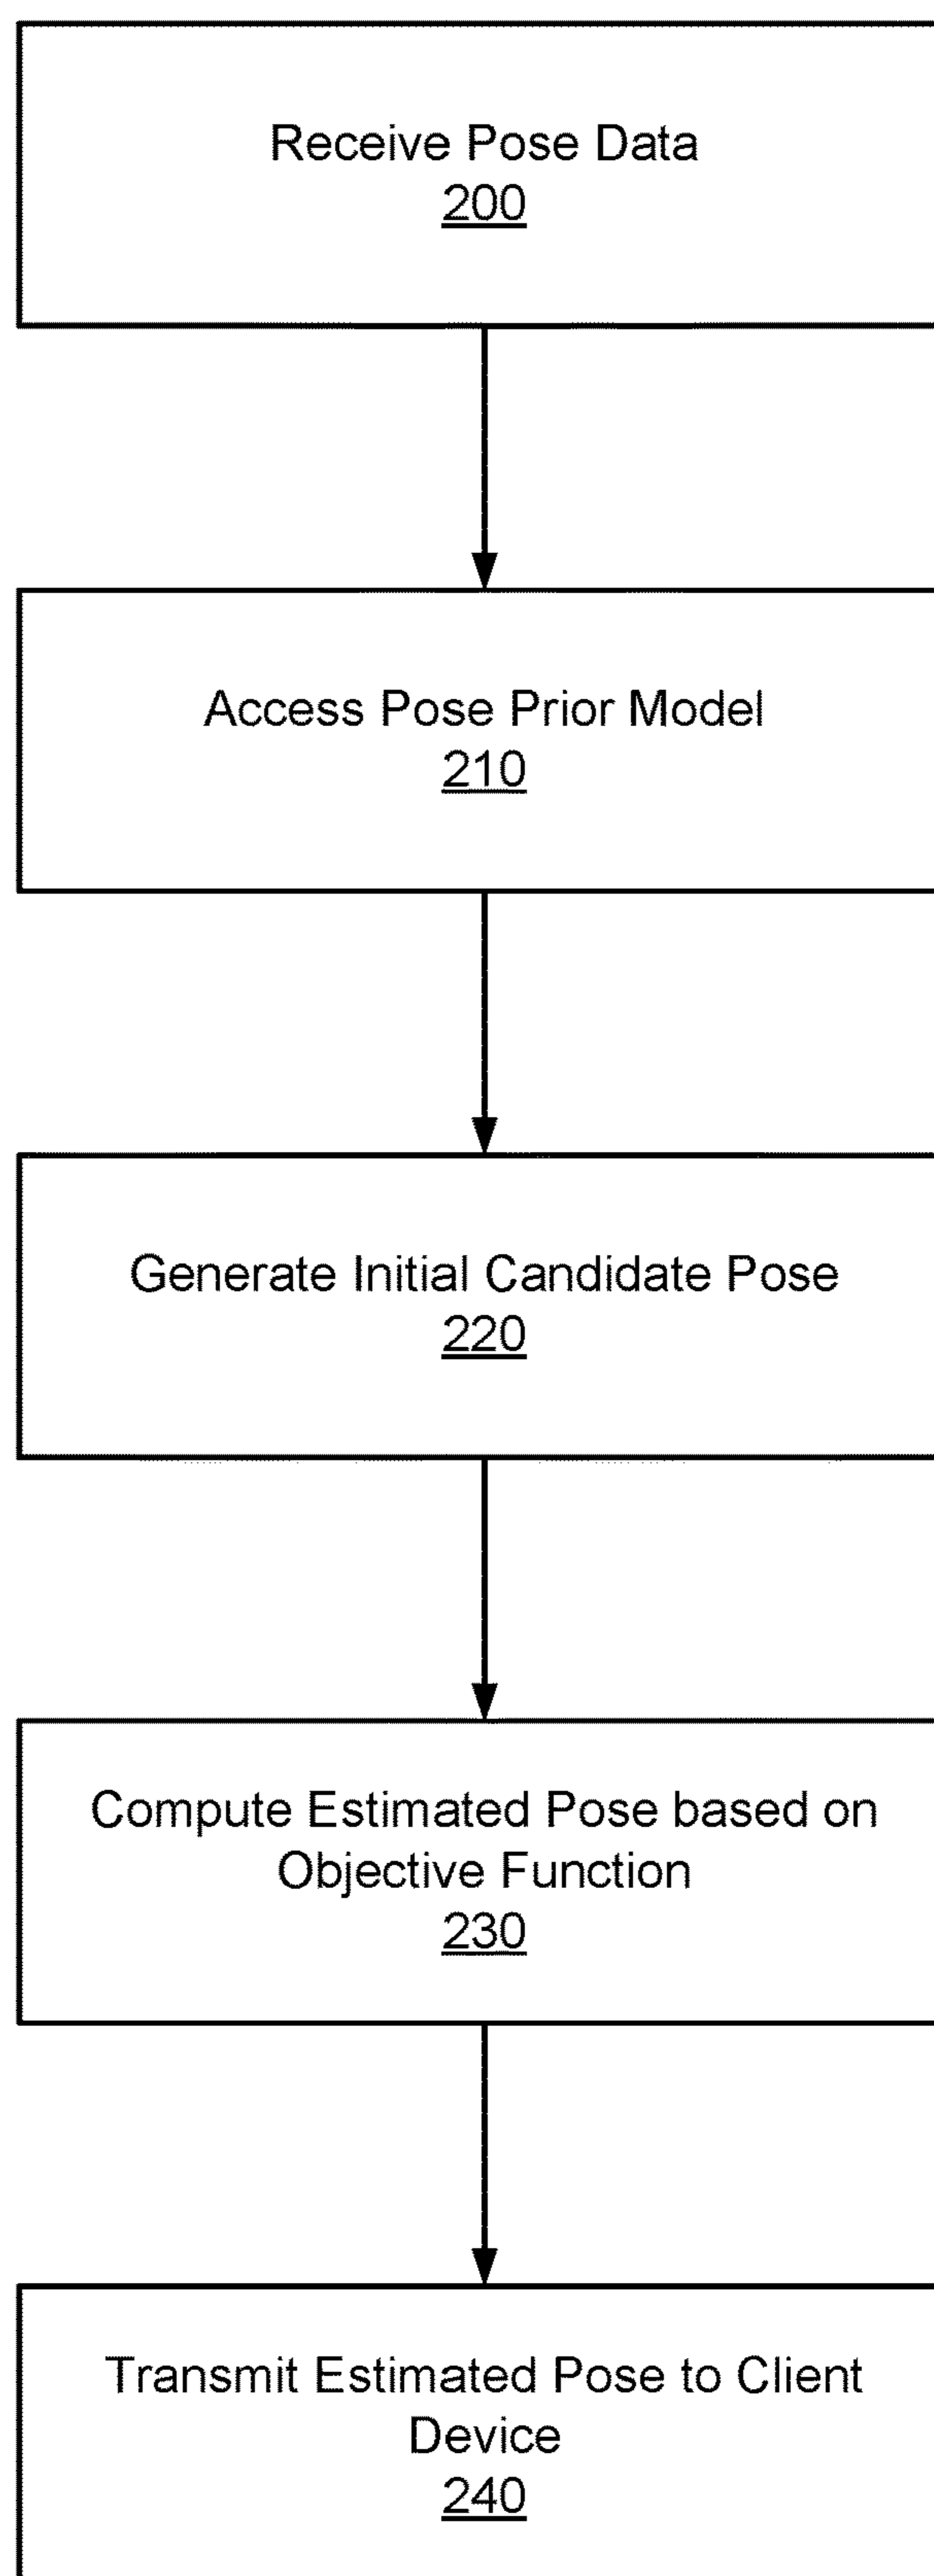 Receive Pose Data
200
Access Pose Prior Model
210
Generate Initial Candidate Pose
220
Compute Estimated Pose based on
Objective Function
230
Transmit Estimated Pose to Client
Device
240